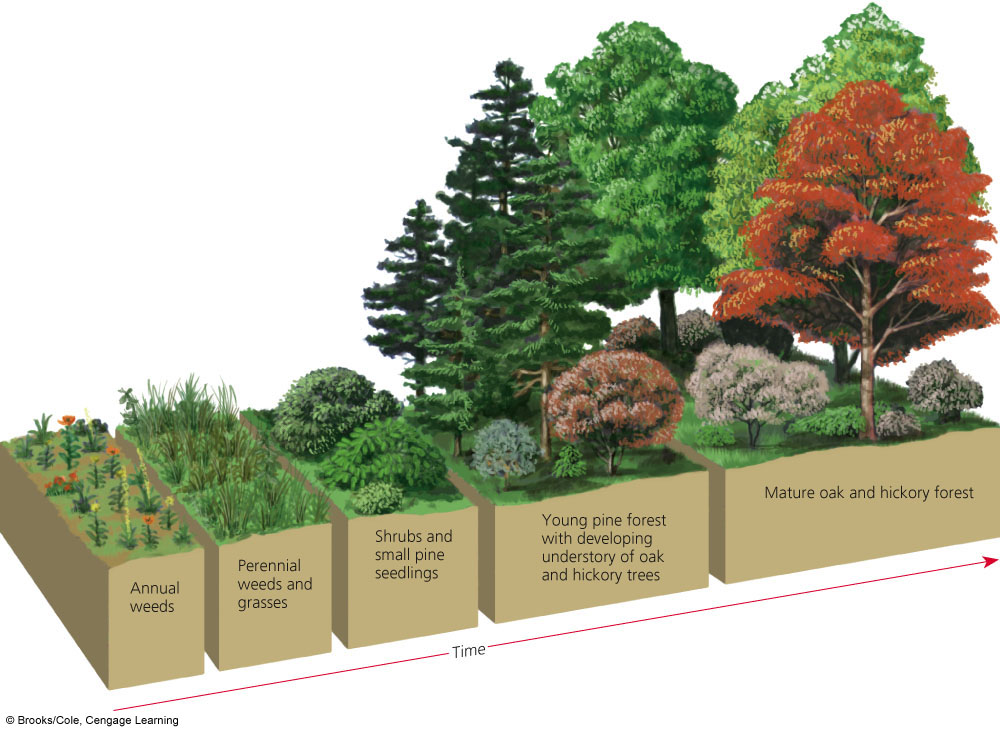 Annual
weeds
Perennial
weeds and
grasses
Shrubs and
small pine
seedlings
Young pine forest
with developing
understory of oak
and hickory trees
Mature oak and hickory forest
Time
© Brooks/Cole, Cengage Learning